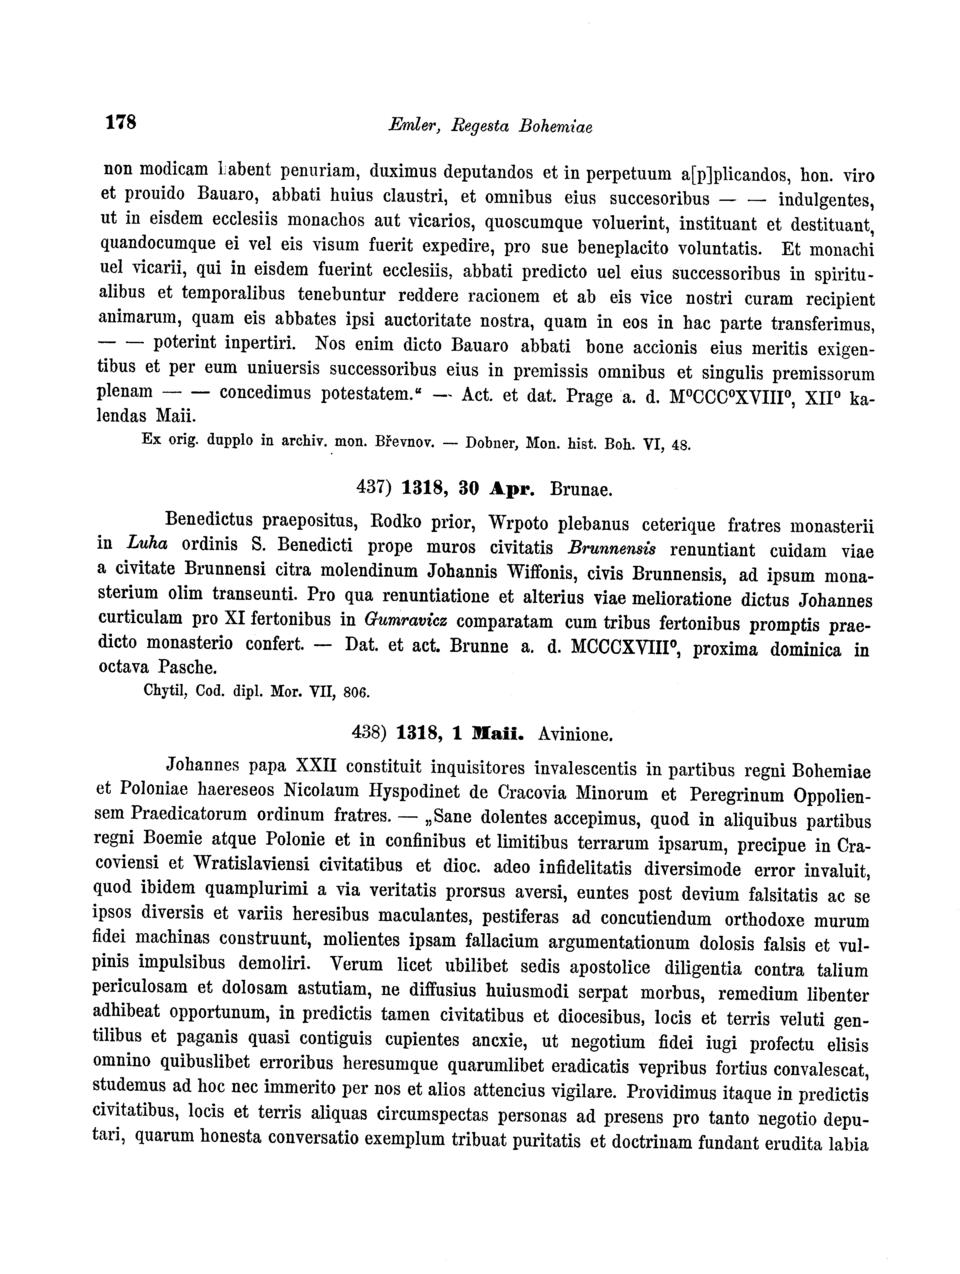 178
Emler, Regesta Bohemiae
non modicam habent penuriam, duximus deputandos et in perpetuum a[p]plicandos, hon. viro
et prouido Bauaro, abbati huius claustri, et omnibus eius succesoribus — — indulgentes,
ut in eisdem ecclesiis monachos aut vicarios, quoscumque voluerint, instituant et destituant,
quandocumque ei vel eis visum fuerit expedire, pro sue beneplacito voluntatis. Et monachi
uel vicarii, qui in eisdem fuerint ecclesiis, abbati predicto uel eius successoribus in spiritu-
alibus et temporalibus tenebuntur reddere racionem et ab eis vice nostri curam recipient
animarum, quam eis abbates ipsi auctoritate nostra, quam in eos in hac parte transferimus,
— — poterint inpertiri. Nos enim dicto Bauaro abbati bone accionis eius meritis exigen-
tibus et per eum uniuersis successoribus eius in premissis omnibus et singulis premissorum
plenam — — concedimus potestatem.“ — Act. et dat. Prage a. d. M°CCC°XVIII°, XII° ka-
lendas Maii.
Ex orig. dupplo in archiv. mon. Břevnov. — Dobner, Mon. hist. Boh. VI, 48.
437) 1318, 30 Apr. Brunae.
Benedictus praepositus, Rodko prior, Wrpoto plebanus ceterique fratres monasterii
in Luha ordinis S. Benedicti prope muros civitatis Brunnensis renuntiant cuidam viae
a civitate Brunnensi citra molendinum Johannis Wiffonis, civis Brunnensis, ad ipsum mona-
sterium olim transeunti. Pro qua renuntiatione et alterius viae melioratione dictus Johannes
curticulam pro XI fertonibus in Gumravicz comparatam cum tribus fertonibus promptis prae-
dicto monasterio confert. — Dat. et act. Brunne a. d. MCCCXVIII°, proxima dominica in
octava Pasche.
Chytil, Cod. dipl. Mor. VII, 806.
438) 1318, 1 Maii. Avinione.
Johannes papa XXII constituit inquisitores invalescentis in partibus regni Bohemiae
et Poloniae haereseos Nicolaum Hyspodinet de Cracovia Minorum et Peregrinum Oppolien-
sem Praedicatorum ordinum fratres. — „Sane dolentes accepimus, quod in aliquibus partibus
regni Boemie atque Polonie et in confinibus et limitibus terrarum ipsarum, precipue in Cra-
coviensi et Wratislaviensi civitatibus et dioc. adeo infidelitatis diversimode error invaluit,
quod ibidem quamplurimi a via veritatis prorsus aversi, euntes post devium falsitatis ac se
ipsos diversis et variis heresibus maculantes, pestiferas ad concutiendum orthodoxe murum
fidei machinas construunt, molientes ipsam fallacium argumentationum dolosis falsis et vul-
pinis impulsibus demoliri. Verum licet ubilibet sedis apostolice diligentia contra talium
periculosam et dolosam astutiam, ne diffusius huiusmodi serpat morbus, remedium libenter
adhibeat opportunum, in predictis tamen civitatibus et diocesibus, locis et terris veluti gen-
tilibus et paganis quasi contiguis cupientes ancxie, ut negotium fidei iugi profectu elisis
omnino quibuslibet erroribus heresumque quarumlibet eradicatis vepribus fortius convalescat,
studemus ad hoc nec immerito per nos et alios attencius vigilare. Providimus itaque in predictis
civitatibus, locis et terris aliquas circumspectas personas ad presens pro tanto negotio depu-
tari, quarum honesta conversatio exemplum tribuat puritatis et doctrinam fundant erudita labia